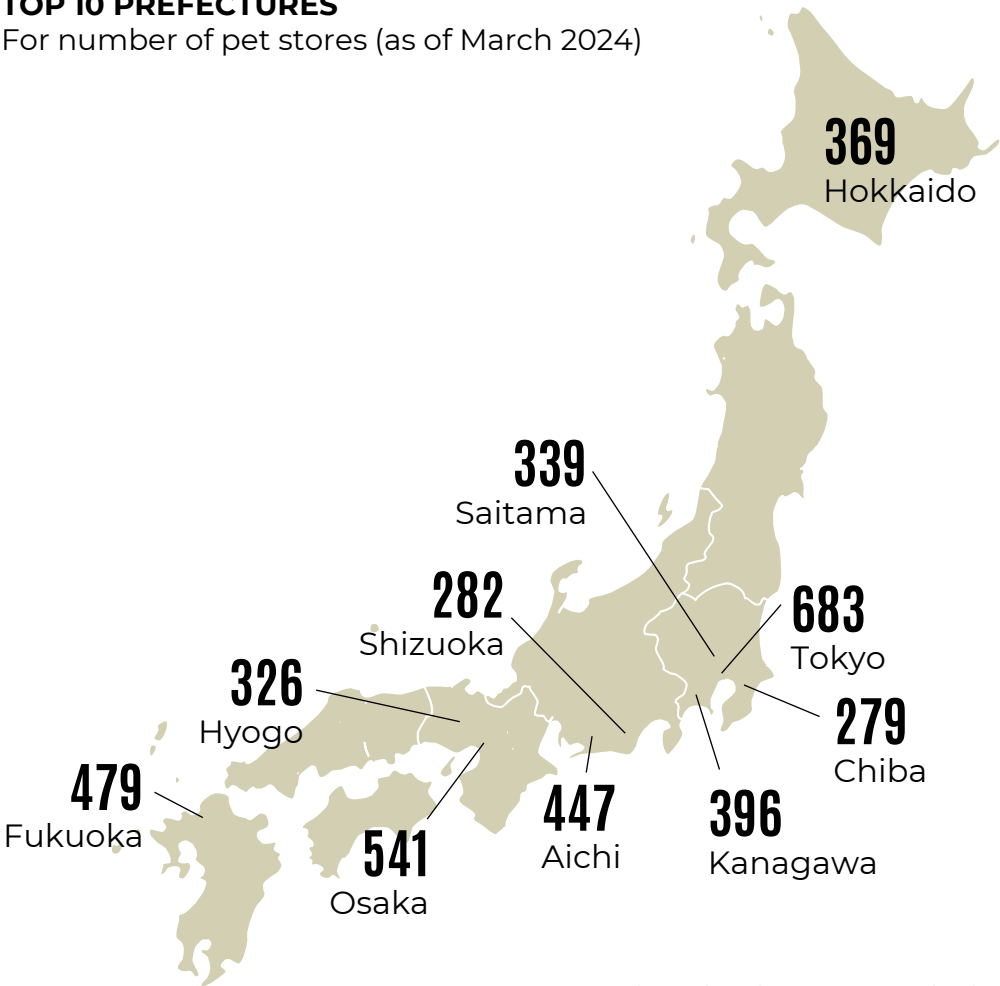 TOP 10 PREFECTURES
For number of pet stores (as of March 2024)
369
Hokkaido
339
Saitama
282
Shizuoka
683
Tokyo
326
Hyogo
279
Chiba
479
Fukuoka
447
Aichi
396
Kanagawa
541
Osaka